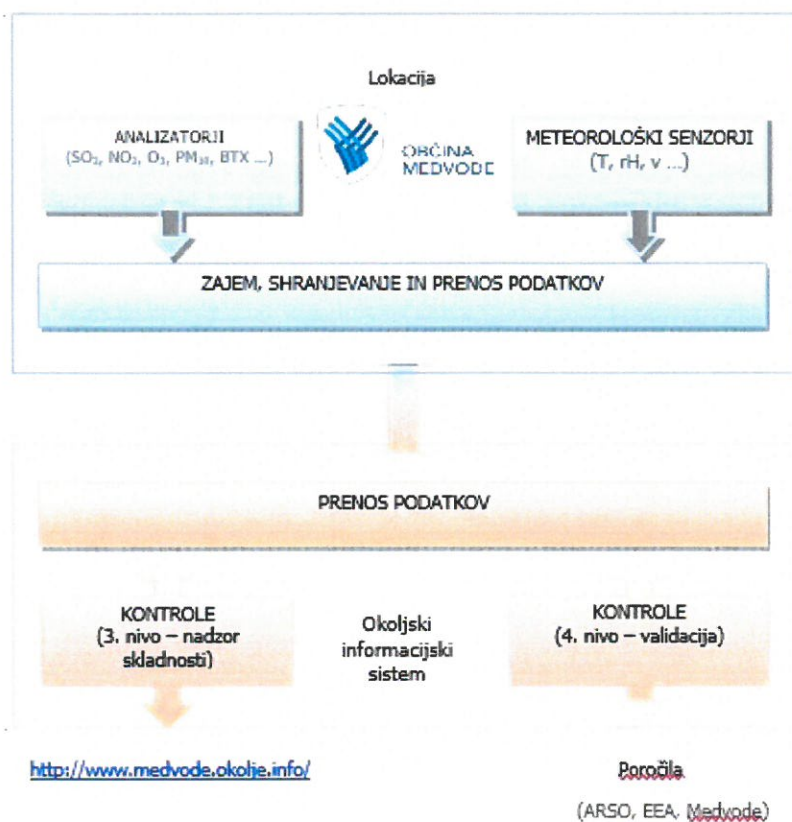 Lokacija
ANALIZATORJI
(SO₂, NO₂, O₃, PM₁₀, BTX ...)
OBČINA
MEDVODE
METEOROLOŠKI SENZORJI
(T, rH, v ...)
ZAJEM, SHRANJEVANJE IN PRENOS PODATKOV
PRENOS PODATKOV
KONTROLE
(3. nivo – nadzor
skladnosti)
Okoljski
informacijski
sistem
KONTROLE
(4. nivo – validacija)
http://www.medvode.okolje.info/
Poročila
(ARSO, EEA, Medvode)